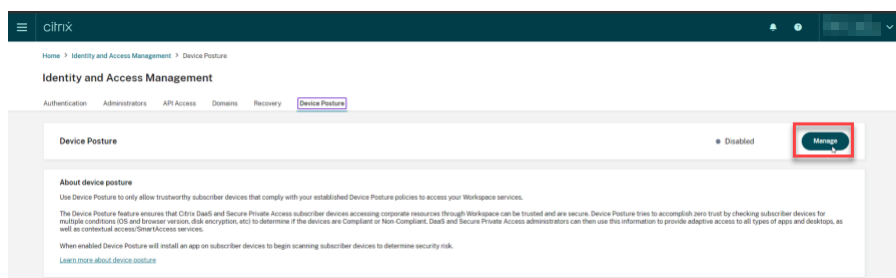 citrix
Home > Identity and Access Management > Device Posture
Identity and Access Management
Authentication Administrators API Access Domains Recovery Device Posture
Device Posture Disabled Manage
About device posture
Use Device Posture to only allow trustworthy subscriber devices that comply with your established Device Posture policies to access your Workspace services.
The Device Posture feature ensures that Citrix DaaS and Secure Private Access subscriber devices accessing corporate resources through Workspace can be trusted and are secure. Device Posture tries to accomplish zero trust by checking subscriber devices for
multiple conditions (OS and browser version, disk encryption, etc) to determine if the devices are Compliant or Non-Compliant. DaaS and Secure Private Access administrators can then use this information to provide adaptive access to all types of apps and desktops, as
well as contextual access/SmartAccess services.
When enabled Device Posture will install an app on subscriber devices to begin scanning subscriber devices to determine security risk.
Learn more about device posture